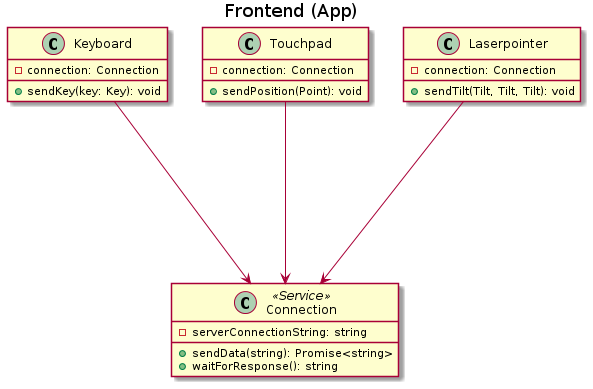 Frontend (App)
C Keyboard
connection: Connection
sendKey(key: Key): void
C Touchpad
connection: Connection
sendPosition(Point): void
C Laserpointer
connection: Connection
sendTilt(Tilt, Tilt, Tilt): void
C «Service»
Connection
serverConnectionString: string
sendData(string): Promise<string>
waitForResponse(): string